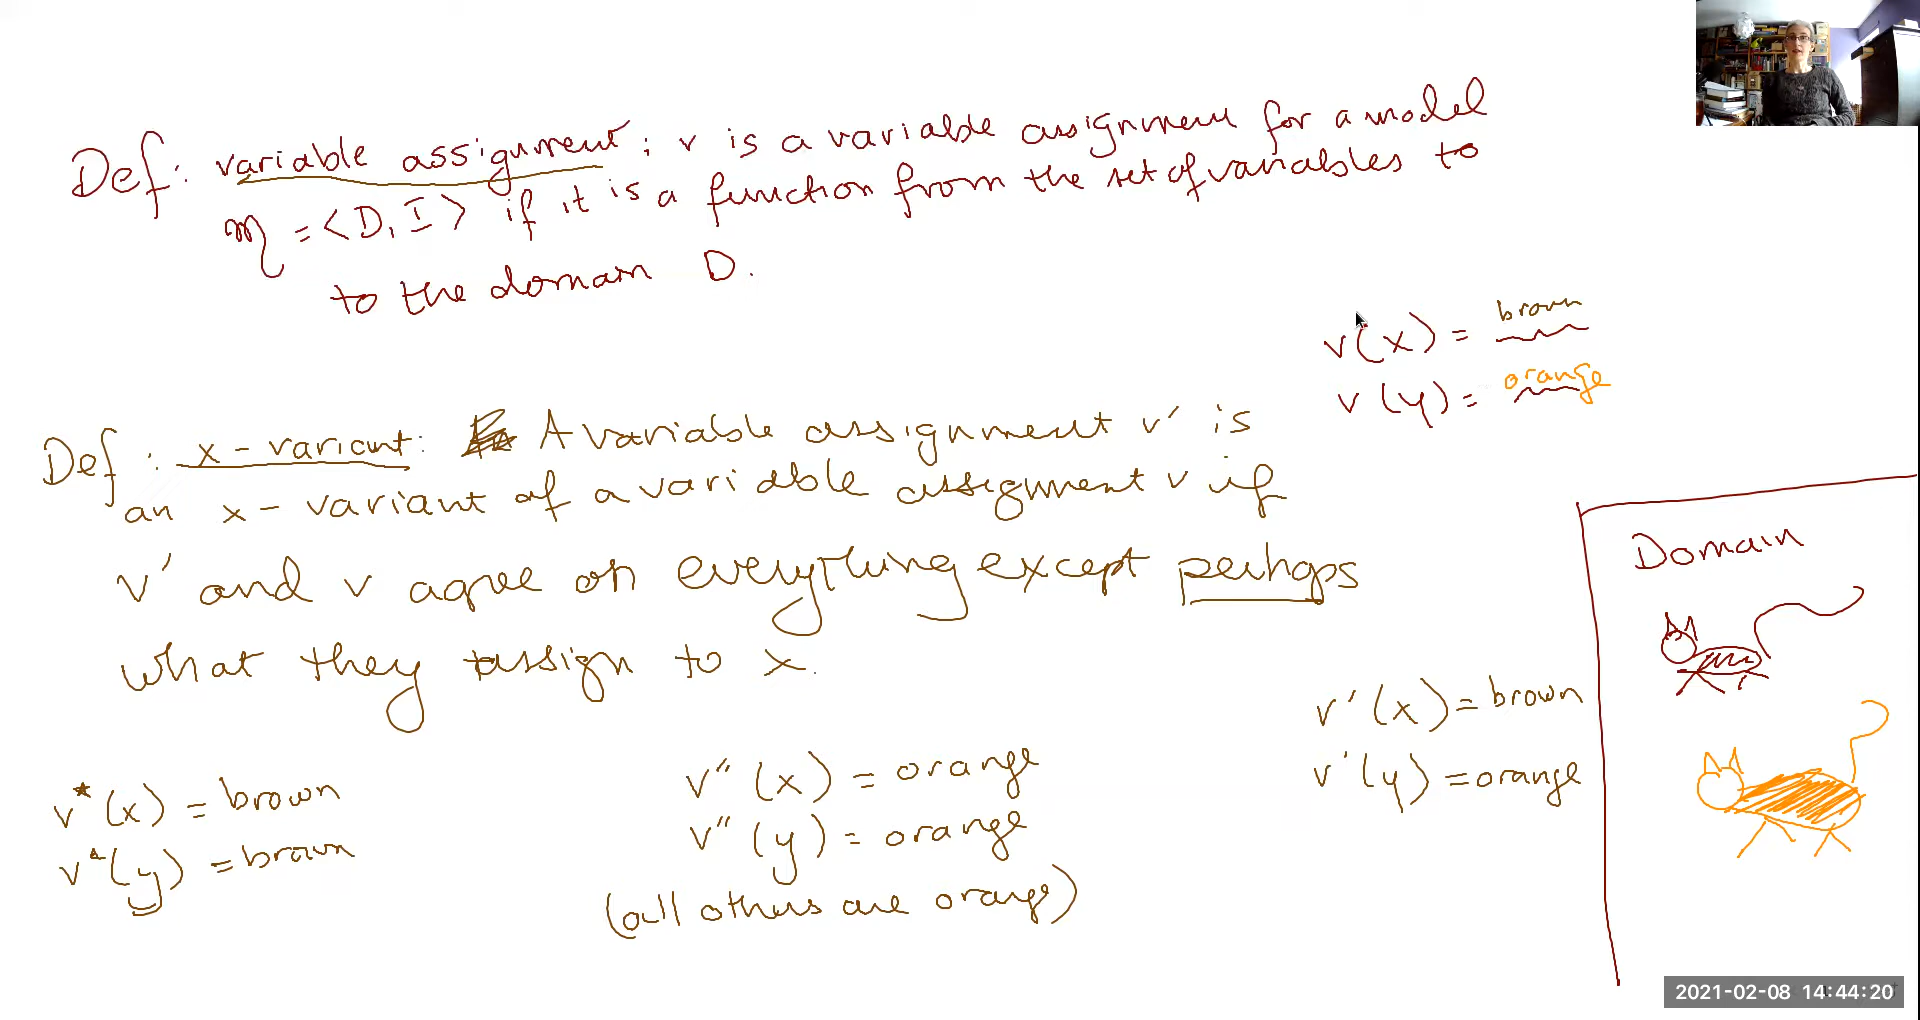 Def: variable assignment: v is a variable assignment for a model
𝔐 = <D, I> if it is a function from the set of variables to
to the domain D.
v(x) = brown
v(y) = orange
Def: x-variant: A variable assignment v' is
an x-variant of a variable assignment v if
v' and v agree on everything except perhaps
what they assign to x.
Domain
v'(x) = brown
v'(y) = orange
v''(x) = orange
v''(y) = orange
(all others are orange)
v*(x) = brown
v*(y) = brown
2021-02-08 14:44:20